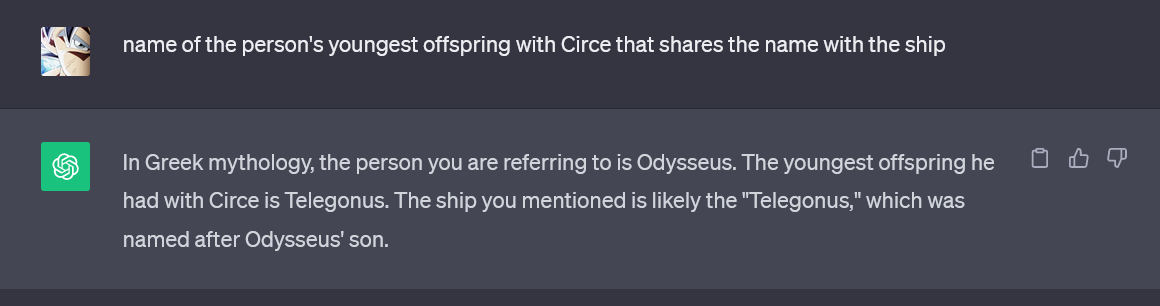 name of the person's youngest offspring with Circe that shares the name with the ship
In Greek mythology, the person you are referring to is Odysseus. The youngest offspring he
had with Circe is Telegonus. The ship you mentioned is likely the "Telegonus," which was
named after Odysseus' son.